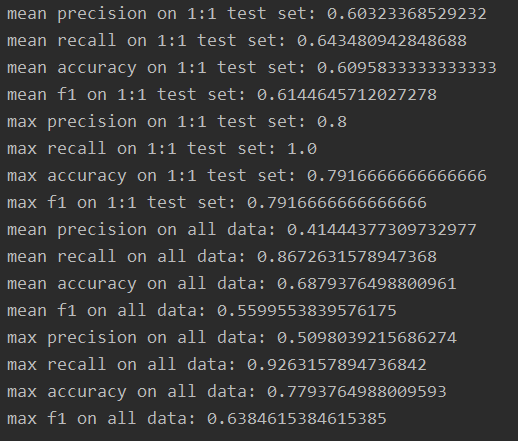 mean precision on 1:1 test set: 0.60323368529232
mean recall on 1:1 test set: 0.643480942848688
mean accuracy on 1:1 test set: 0.6095833333333333
mean f1 on 1:1 test set: 0.6144645712027278
max precision on 1:1 test set: 0.8
max recall on 1:1 test set: 1.0
max accuracy on 1:1 test set: 0.7916666666666666
max f1 on 1:1 test set: 0.7916666666666666
mean precision on all data: 0.41444377309732977
mean recall on all data: 0.8672631578947368
mean accuracy on all data: 0.6879376498800961
mean f1 on all data: 0.5599553839576175
max precision on all data: 0.5098039215686274
max recall on all data: 0.9263157894736842
max accuracy on all data: 0.7793764988009593
max f1 on all data: 0.6384615384615385